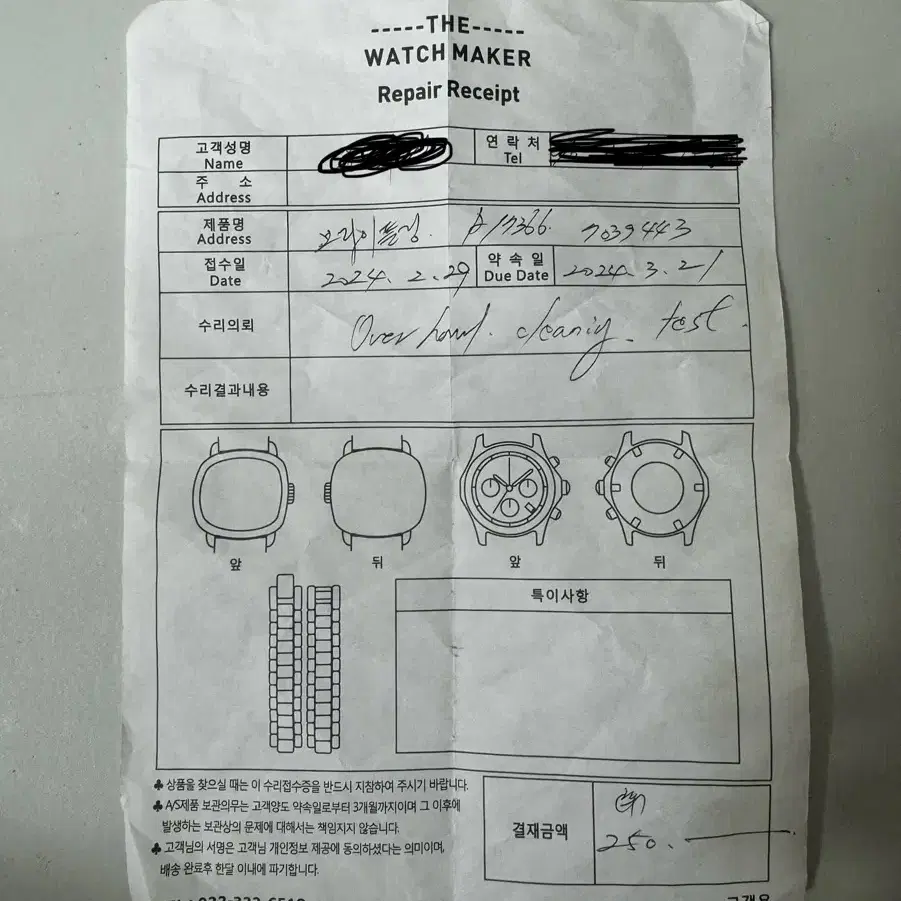 -----THE-----
WATCH MAKER
Repair Receipt
고객성명
Name
연락처
Tel
주 소
Address
제품명
Address
브라이틀링. A17366. 7039443
접수일
Date
2024. 2. 29
약속일
Due Date
2024. 3. 21
수리의뢰
Over houl. cleaniy. test.
수리결과내용
앞
뒤
앞
뒤
특이사항
♣ 상품을 찾으실 때는 이 수리접수증을 반드시 지참하여 주시기 바랍니다.
♣ A/S제품 보관의무는 고객양도 약속일로부터 3개월까지이며 그 이후에
발생하는 보관상의 문제에 대해서는 책임지지 않습니다.
♣ 고객님의 서명은 고객님 개인정보 제공에 동의하셨다는 의미이며,
배송 완료후 한달 이내에 파기합니다.
결재금액
250.